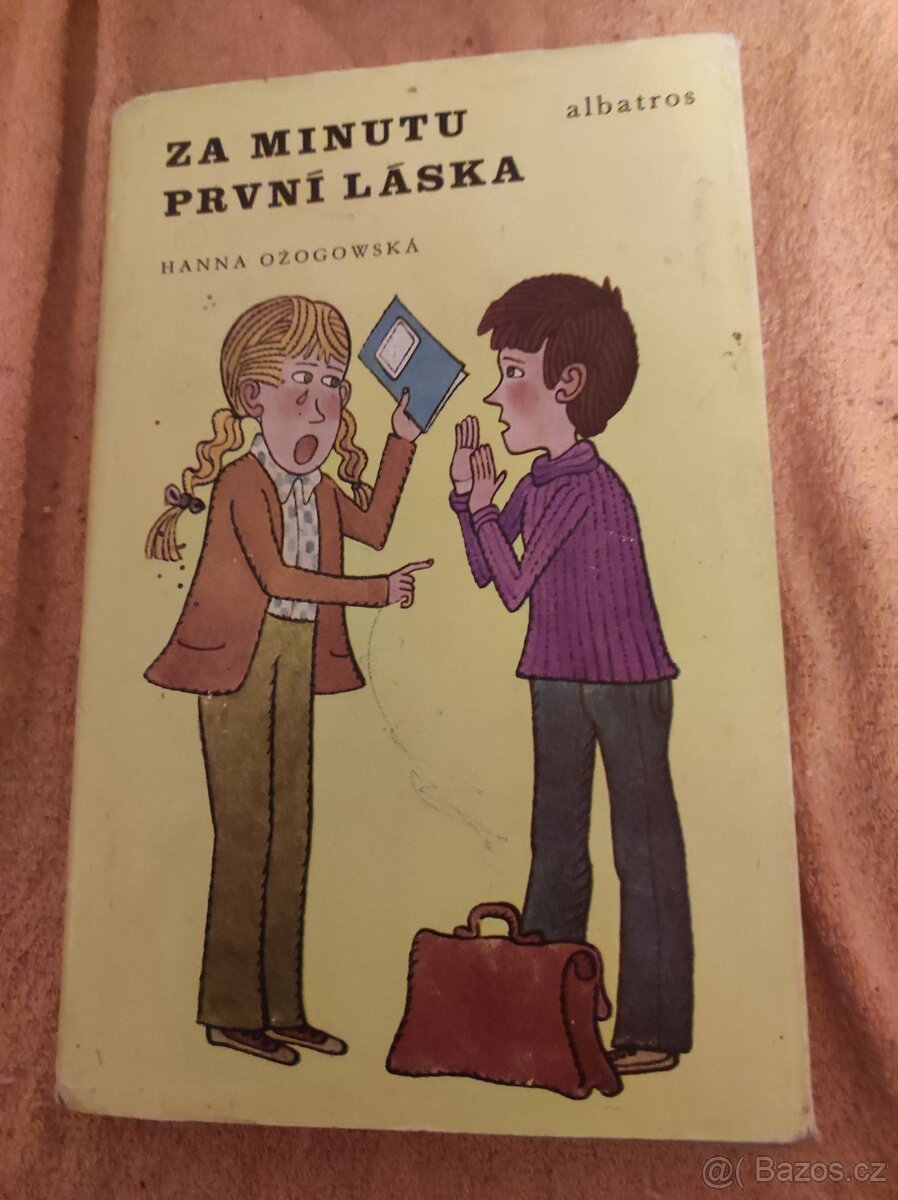 albatros
ZA MINUTU
PRVNÍ LÁSKA
HANNA OŻOGOWSKÁ
@( Bazos.cz